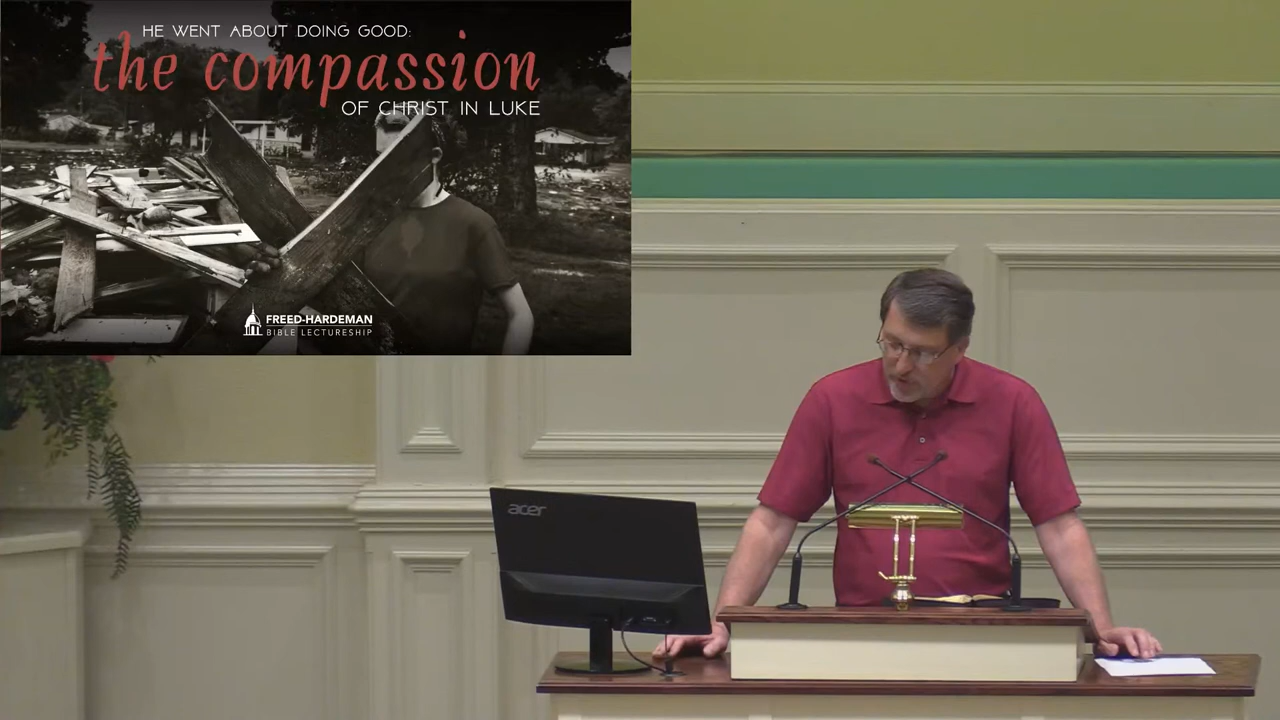 HE WENT ABOUT DOING GOOD:
the compassion
OF CHRIST IN LUKE
FREED-HARDEMAN
BIBLE LECTURESHIP
acer